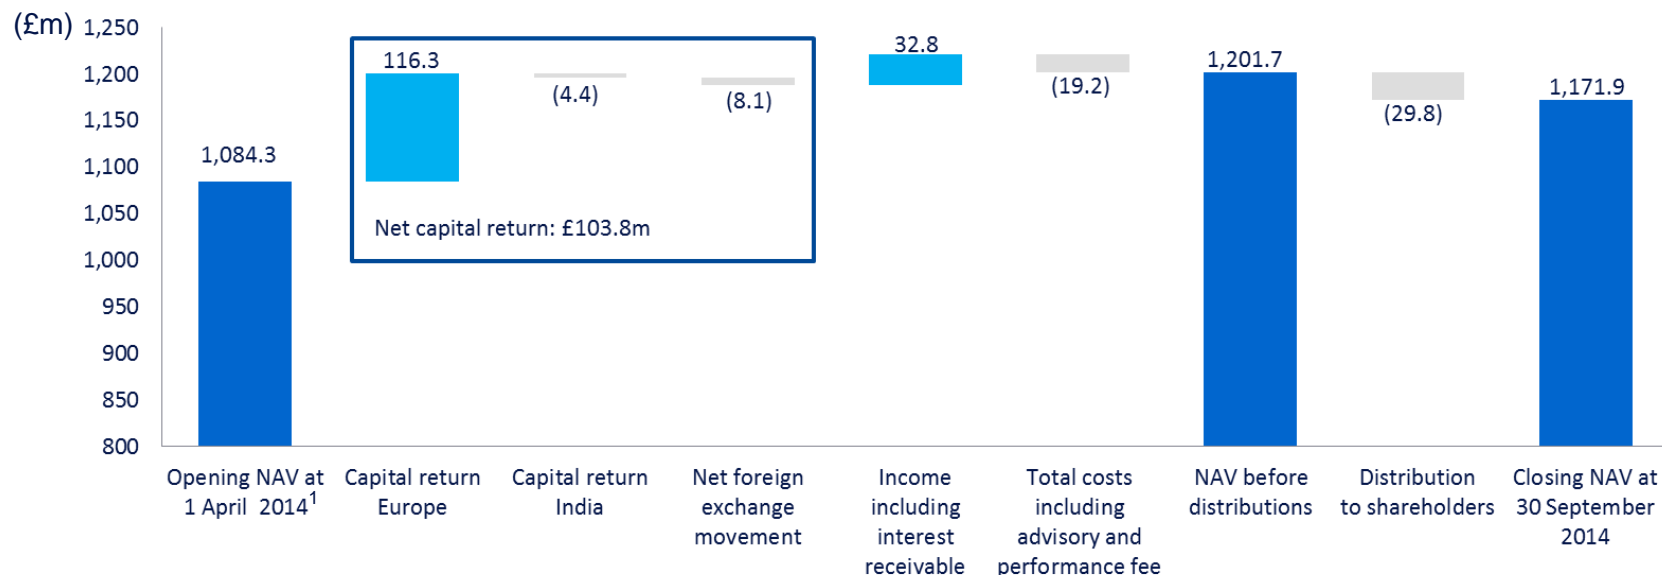 (£m)
1,250
1,200
1,150
1,100
1,050
1,000
950
900
850
800
1,084.3
116.3
(4.4)
(8.1)
Net capital return: £103.8m
32.8
(19.2)
1,201.7
(29.8)
1,171.9
Opening NAV at
1 April 2014¹
Capital return
Europe
Capital return
India
Net foreign
exchange
movement
Income
including
interest
receivable
Total costs
including
advisory and
performance fee
NAV before
distributions
Distribution
to shareholders
Closing NAV at
30 September
2014